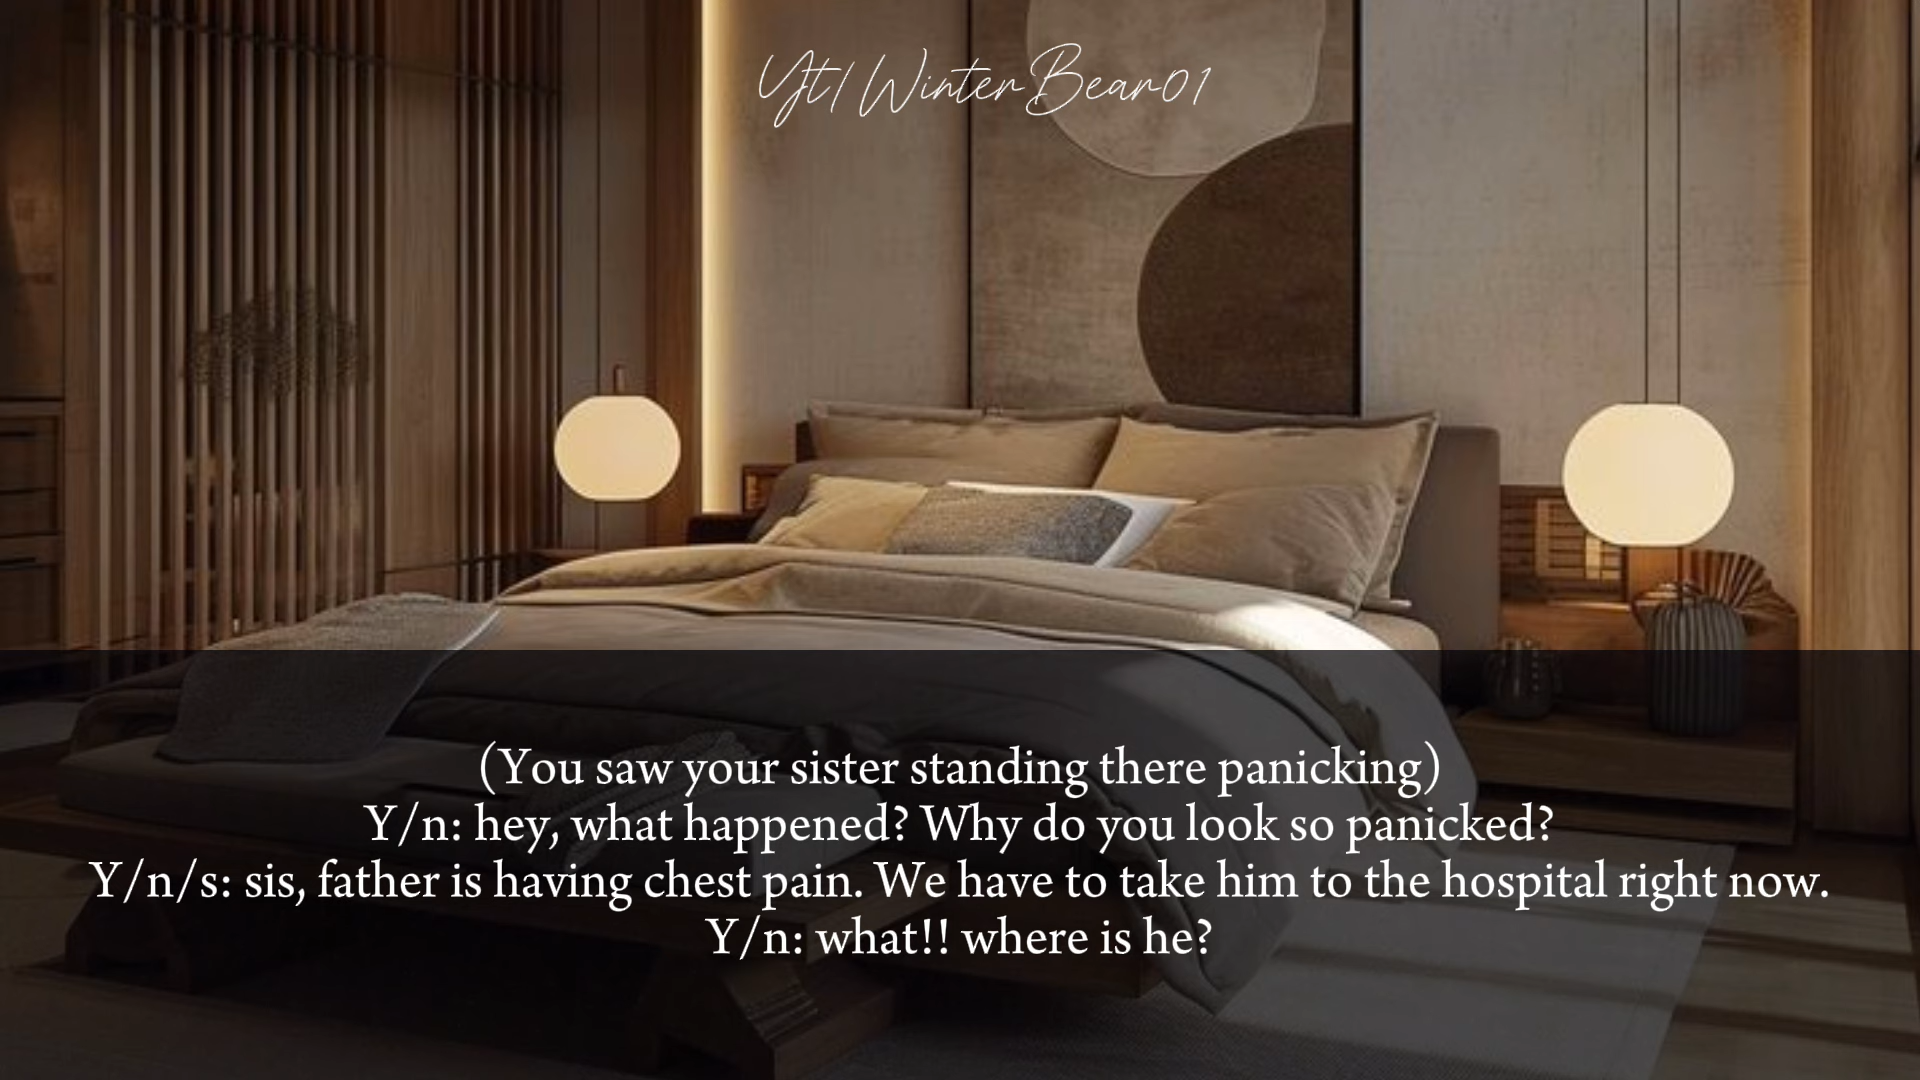 Yt/ WinterBear01
(You saw your sister standing there panicking)
Y/n: hey, what happened? Why do you look so panicked?
Y/n/s: sis, father is having chest pain. We have to take him to the hospital right now.
Y/n: what!! where is he?